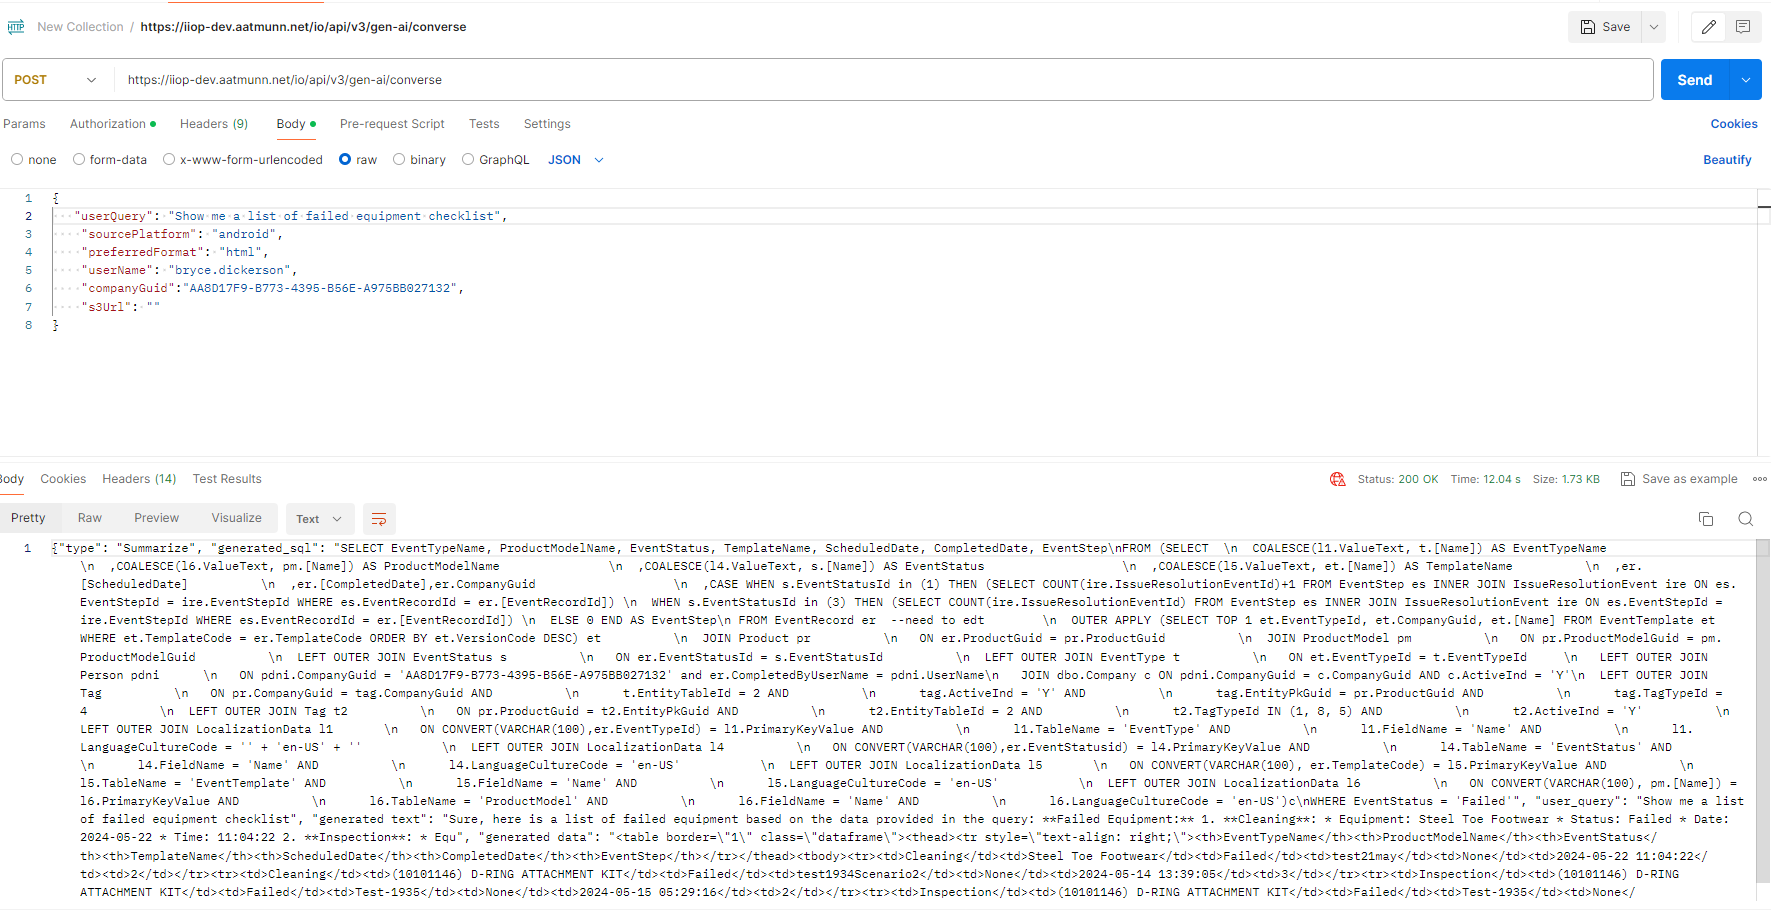 HTTP New Collection / https://iiop-dev.aatmunn.net/io/api/v3/gen-ai/converse Save
POST https://iiop-dev.aatmunn.net/io/api/v3/gen-ai/converse Send
Params Authorization Headers (9) Body Pre-request Script Tests Settings Cookies
none form-data x-www-form-urlencoded raw binary GraphQL JSON Beautify
1 {
2 "userQuery": "Show me a list of failed equipment checklist",
3 "sourcePlatform": "android",
4 "preferredFormat": "html",
5 "userName": "bryce.dickerson",
6 "companyGuid":"AA8D17F9-B773-4395-B56E-A975BB027132",
7 "s3Url": ""
8 }
Body Cookies Headers (14) Test Results Status: 200 OK Time: 12.04 s Size: 1.73 KB Save as example
Pretty Raw Preview Visualize Text
1 {"type": "Summarize", "generated_sql": "SELECT EventTypeName, ProductModelName, EventStatus, TemplateName, ScheduledDate, CompletedDate, EventStep\nFROM (SELECT \n COALESCE(l1.ValueText, t.[Name]) AS EventTypeName
\n ,COALESCE(l6.ValueText, pm.[Name]) AS ProductModelName \n ,COALESCE(l4.ValueText, s.[Name]) AS EventStatus \n ,COALESCE(l5.ValueText, et.[Name]) AS TemplateName \n ,er.
[ScheduledDate] \n ,er.[CompletedDate],er.CompanyGuid \n ,CASE WHEN s.EventStatusId in (1) THEN (SELECT COUNT(ire.IssueResolutionEventId)+1 FROM EventStep es INNER JOIN IssueResolutionEvent ire ON es.
EventStepId = ire.EventStepId WHERE es.EventRecordId = er.[EventRecordId]) \n WHEN s.EventStatusId in (3) THEN (SELECT COUNT(ire.IssueResolutionEventId) FROM EventStep es INNER JOIN IssueResolutionEvent ire ON es.EventStepId =
ire.EventStepId WHERE es.EventRecordId = er.[EventRecordId]) \n ELSE 0 END AS EventStep\n FROM EventRecord er --need to edt \n OUTER APPLY (SELECT TOP 1 et.EventTypeId, et.CompanyGuid, et.[Name] FROM EventTemplate et
WHERE et.TemplateCode = er.TemplateCode ORDER BY et.VersionCode DESC) et \n JOIN Product pr \n ON er.ProductGuid = pr.ProductGuid \n JOIN ProductModel pm \n ON pr.ProductModelGuid = pm.
ProductModelGuid \n LEFT OUTER JOIN EventStatus s \n ON er.EventStatusId = s.EventStatusId \n LEFT OUTER JOIN EventType t \n ON et.EventTypeId = t.EventTypeId \n LEFT OUTER JOIN
Person pdni \n ON pdni.CompanyGuid = 'AA8D17F9-B773-4395-B56E-A975BB027132' and er.CompletedByUserName = pdni.UserName\n JOIN dbo.Company c ON pdni.CompanyGuid = c.CompanyGuid AND c.ActiveInd = 'Y'\n LEFT OUTER JOIN
Tag \n ON pr.CompanyGuid = tag.CompanyGuid AND \n t.EntityTableId = 2 AND \n tag.ActiveInd = 'Y' AND \n tag.EntityPkGuid = pr.ProductGuid AND \n tag.TagTypeId =
4 \n LEFT OUTER JOIN Tag t2 \n ON pr.ProductGuid = t2.EntityPkGuid AND \n t2.EntityTableId = 2 AND \n t2.TagTypeId IN (1, 8, 5) AND \n t2.ActiveInd = 'Y' \n
LEFT OUTER JOIN LocalizationData l1 \n ON CONVERT(VARCHAR(100),er.EventTypeId) = l1.PrimaryKeyValue AND \n l1.TableName = 'EventType' AND \n l1.FieldName = 'Name' AND \n l1.
LanguageCultureCode = '' + 'en-US' + '' \n LEFT OUTER JOIN LocalizationData l4 \n ON CONVERT(VARCHAR(100),er.EventStatusid) = l4.PrimaryKeyValue AND \n l4.TableName = 'EventStatus' AND
\n l4.FieldName = 'Name' AND \n l4.LanguageCultureCode = 'en-US' \n LEFT OUTER JOIN LocalizationData l5 \n ON CONVERT(VARCHAR(100), er.TemplateCode) = l5.PrimaryKeyValue AND \n
l5.TableName = 'EventTemplate' AND \n l5.FieldName = 'Name' AND \n l5.LanguageCultureCode = 'en-US' \n LEFT OUTER JOIN LocalizationData l6 \n ON CONVERT(VARCHAR(100), pm.[Name]) =
l6.PrimaryKeyValue AND \n l6.TableName = 'ProductModel' AND \n l6.FieldName = 'Name' AND \n l6.LanguageCultureCode = 'en-US')c\nWHERE EventStatus = 'Failed'", "user_query": "Show me a list
of failed equipment checklist", "generated text": "Sure, here is a list of failed equipment based on the data provided in the query: **Failed Equipment:** 1. **Cleaning**: * Equipment: Steel Toe Footwear * Status: Failed * Date:
2024-05-22 * Time: 11:04:22 2. **Inspection**: * Equ", "generated data": "<table border=\"1\" class=\"dataframe\"><thead><tr style=\"text-align: right;\"><th>EventTypeName</th><th>ProductModelName</th><th>EventStatus</
th><th>TemplateName</th><th>ScheduledDate</th><th>CompletedDate</th><th>EventStep</th></tr></thead><tbody><tr><td>Cleaning</td><td>Steel Toe Footwear</td><td>Failed</td><td>test21may</td><td>None</td><td>2024-05-22 11:04:22</
td><td>2</td></tr><tr><td>Cleaning</td><td>(10101146) D-RING ATTACHMENT KIT</td><td>Failed</td><td>test1934Scenario2</td><td>None</td><td>2024-05-14 13:39:05</td><td>3</td></tr><tr><td>Inspection</td><td>(10101146) D-RING
ATTACHMENT KIT</td><td>Failed</td><td>Test-1935</td><td>None</td><td>2024-05-15 05:29:16</td><td>2</td></tr><tr><td>Inspection</td><td>(10101146) D-RING ATTACHMENT KIT</td><td>Failed</td><td>Test-1935</td><td>None</